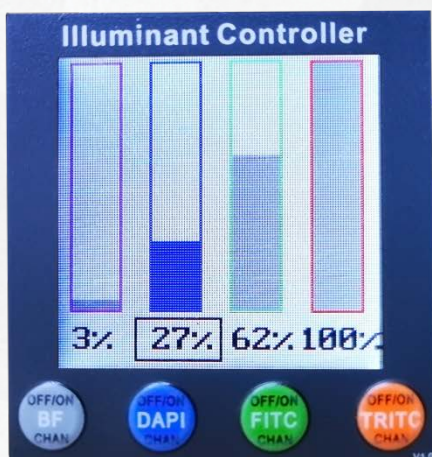 Illuminant Controller
3% 27% 62% 100%
OFF/ON OFF/ON OFF/ON OFF/ON
BF DAPI FITC TRITC
CHAN CHAN CHAN CHAN